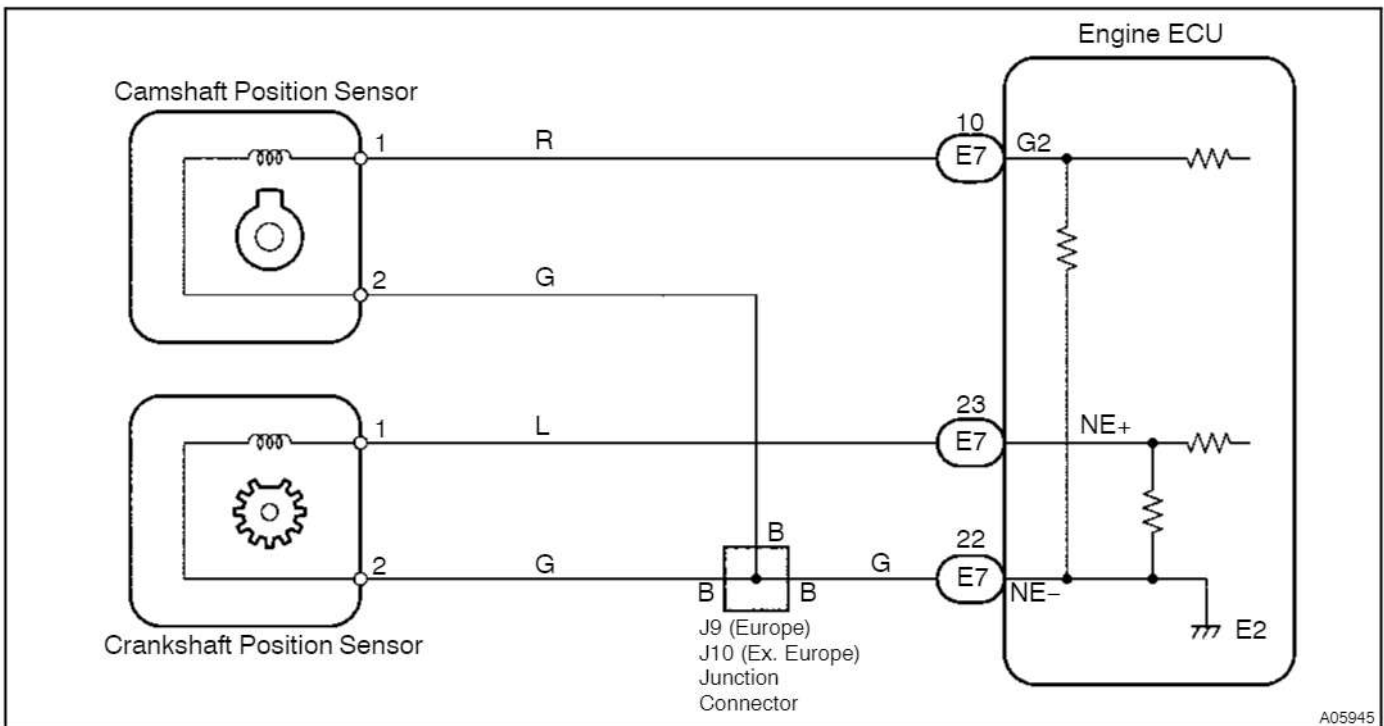 Engine ECU
Camshaft Position Sensor
1
R
10
E7
G2
2
G
1
L
23
E7
NE+
B
2
G
B
B
G
22
E7
NE−
E2
Crankshaft Position Sensor
J9 (Europe)
J10 (Ex. Europe)
Junction
Connector
A05945